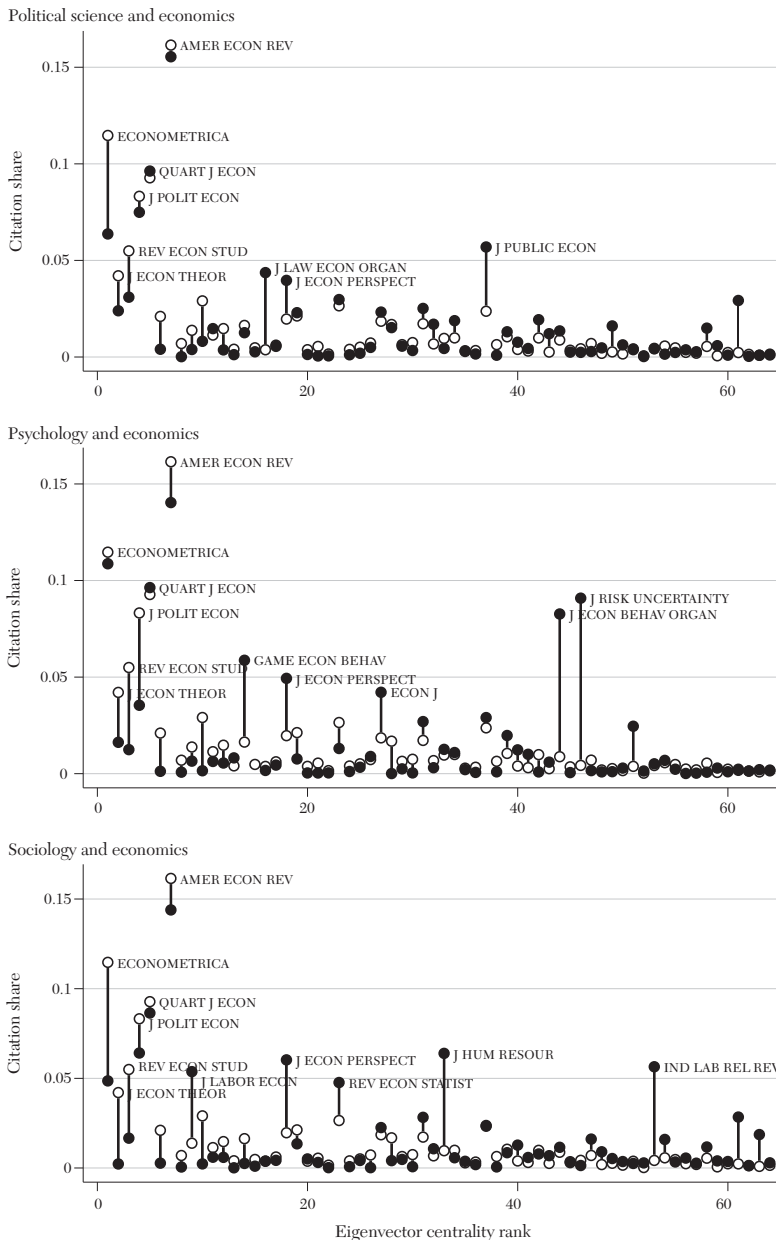 Political science and economics
AMER ECON REV
0.15
ECONOMETRICA
0.1
QUART J ECON
J POLIT ECON
Citation share
REV ECON STUD
J PUBLIC ECON
0.05
J LAW ECON ORGAN
J ECON THEOR
J ECON PERSPECT
0
0 20 40 60
Psychology and economics
AMER ECON REV
0.15
ECONOMETRICA
0.1
QUART J ECON
J RISK UNCERTAINTY
J POLIT ECON
J ECON BEHAV ORGAN
Citation share
REV ECON STUD
GAME ECON BEHAV
0.05
J ECON PERSPECT
J ECON THEOR
ECON J
0
0 20 40 60
Sociology and economics
AMER ECON REV
0.15
ECONOMETRICA
0.1
QUART J ECON
J POLIT ECON
Citation share
REV ECON STUD
J ECON PERSPECT
J HUM RESOUR
IND LAB REL REV
0.05
J LABOR ECON
REV ECON STATIST
J ECON THEOR
0
0 20 40 60
Eigenvector centrality rank